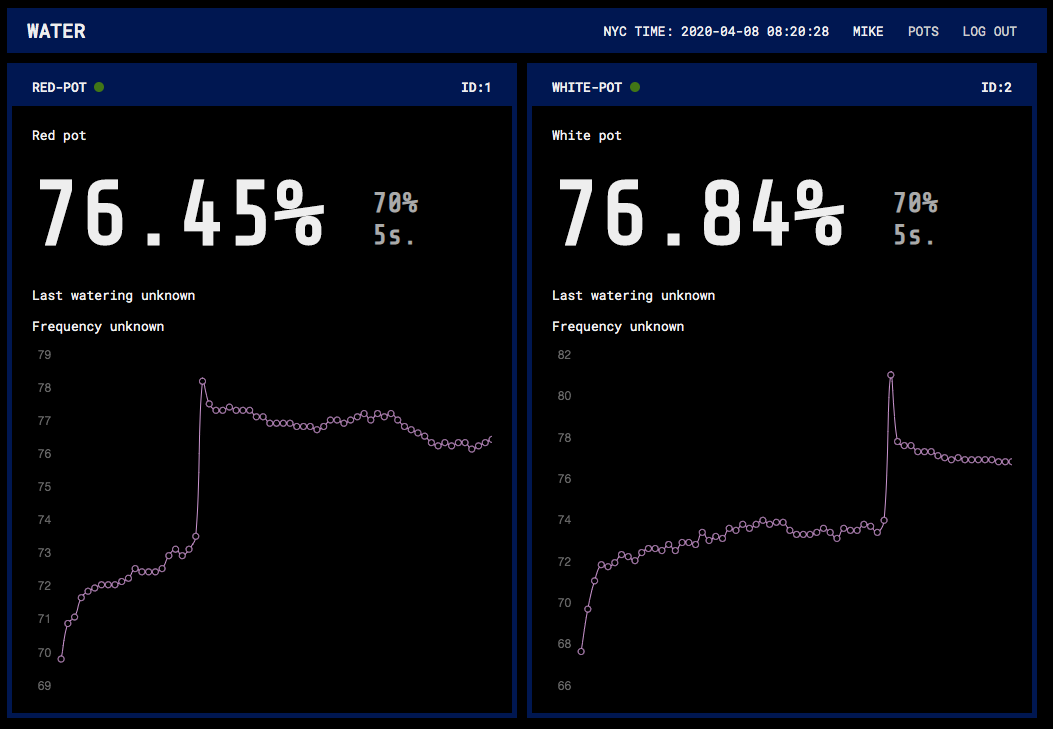 WATER
NYC TIME: 2020-04-08 08:20:28 MIKE POTS LOG OUT
RED-POT ID:1
Red pot
76.45%
70%
5s.
Last watering unknown
Frequency unknown
79
78
77
76
75
74
73
72
71
70
69
WHITE-POT ID:2
White pot
76.84%
70%
5s.
Last watering unknown
Frequency unknown
82
80
78
76
74
72
70
68
66